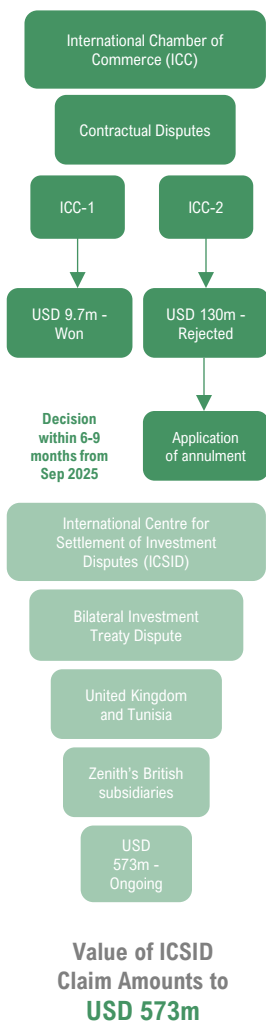 International Chamber of
Commerce (ICC)
Contractual Disputes
ICC-1
ICC-2
USD 9.7m -
Won
USD 130m -
Rejected
Decision
within 6-9
months from
Sep 2025
Application
of annulment
International Centre for
Settlement of Investment
Disputes (ICSID)
Bilateral Investment
Treaty Dispute
United Kingdom
and Tunisia
Zenith's British
subsidiaries
USD
573m -
Ongoing
Value of ICSID
Claim Amounts to
USD 573m